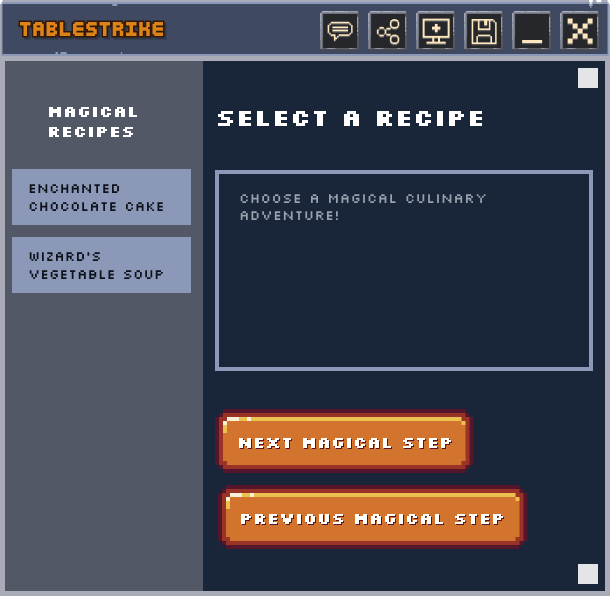 TABLESTRIKE
MAGICAL
RECIPES
ENCHANTED
CHOCOLATE CAKE
WIZARD'S
VEGETABLE SOUP
SELECT A RECIPE
CHOOSE A MAGICAL CULINARY
ADVENTURE!
NEXT MAGICAL STEP
PREVIOUS MAGICAL STEP